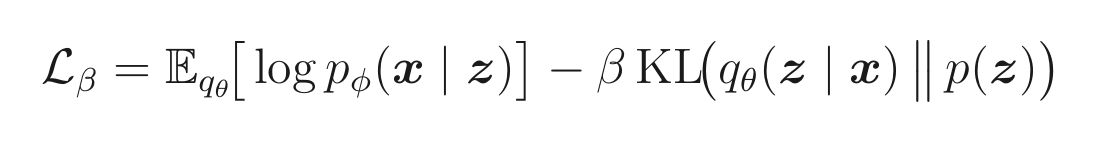 𝓛_β = 𝔼_{q_θ}[log p_ϕ(𝒙 | 𝒛)] − β KL(q_θ(𝒛 | 𝒙) ‖ p(𝒛))